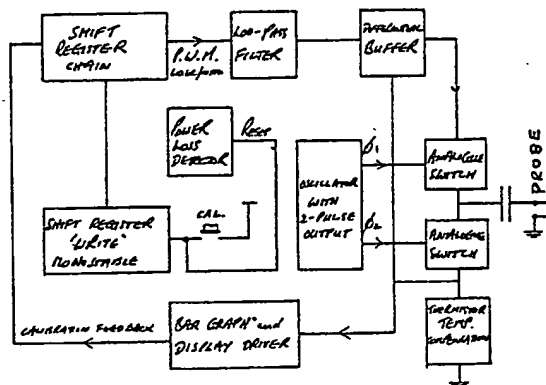 SHIFT
REGISTER
CHAIN
P.W.M.
LOW-PASS
FILTER
DIFFERENTIAL
BUFFER
POWER
LOSS
DETECTOR
RESET
OSCILLATOR
WITH
2-PULSE
OUTPUT
ϕ1
ϕ2
ANALOGUE
SWITCH
ANALOGUE
SWITCH
PROBE
SHIFT REGISTER
'WRITE'
MONOSTABLE
CAL.
CALIBRATION FEEDBACK
BAR GRAPH and
DISPLAY DRIVER
THERMISTOR
TEMP.
COMPENSATION